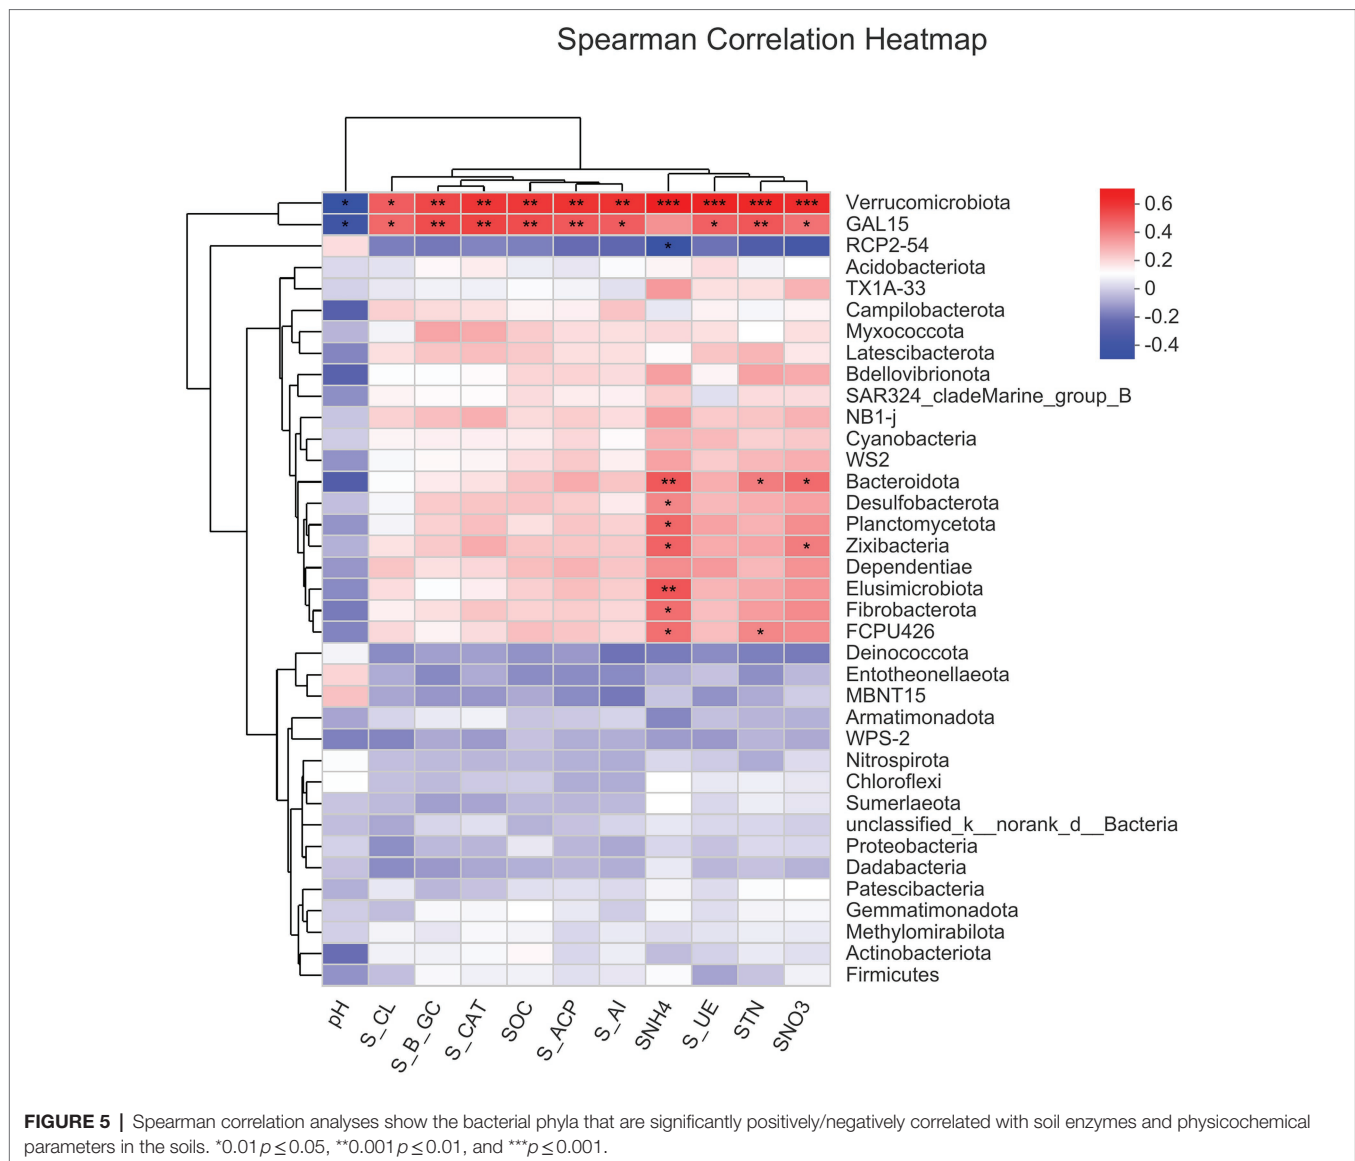 Spearman Correlation Heatmap
* * ** ** ** ** ** *** *** *** *** Verrucomicrobiota
* * ** ** ** ** * * ** * GAL15
* RCP2-54
Acidobacteriota
TX1A-33
Campilobacterota
Myxococcota
Latescibacterota
Bdellovibrionota
SAR324_cladeMarine_group_B
NB1-j
Cyanobacteria
WS2
** * * Bacteroidota
* Desulfobacterota
* Planctomycetota
* * Zixibacteria
Dependentiae
** Elusimicrobiota
* Fibrobacterota
* * FCPU426
Deinococcota
Entotheonellaeota
MBNT15
Armatimonadota
WPS-2
Nitrospirota
Chloroflexi
Sumerlaeota
unclassified_k__norank_d__Bacteria
Proteobacteria
Dadabacteria
Patescibacteria
Gemmatimonadota
Methylomirabilota
Actinobacteriota
Firmicutes
0.6
0.4
0.2
0
-0.2
-0.4
pH S_CL S_B_GC S_CAT SOC S_ACP S_AI SNH4 S_UE STN SNO3
FIGURE 5 | Spearman correlation analyses show the bacterial phyla that are significantly positively/negatively correlated with soil enzymes and physicochemical
parameters in the soils. *0.01 p ≤ 0.05, **0.001 p ≤ 0.01, and ***p ≤ 0.001.